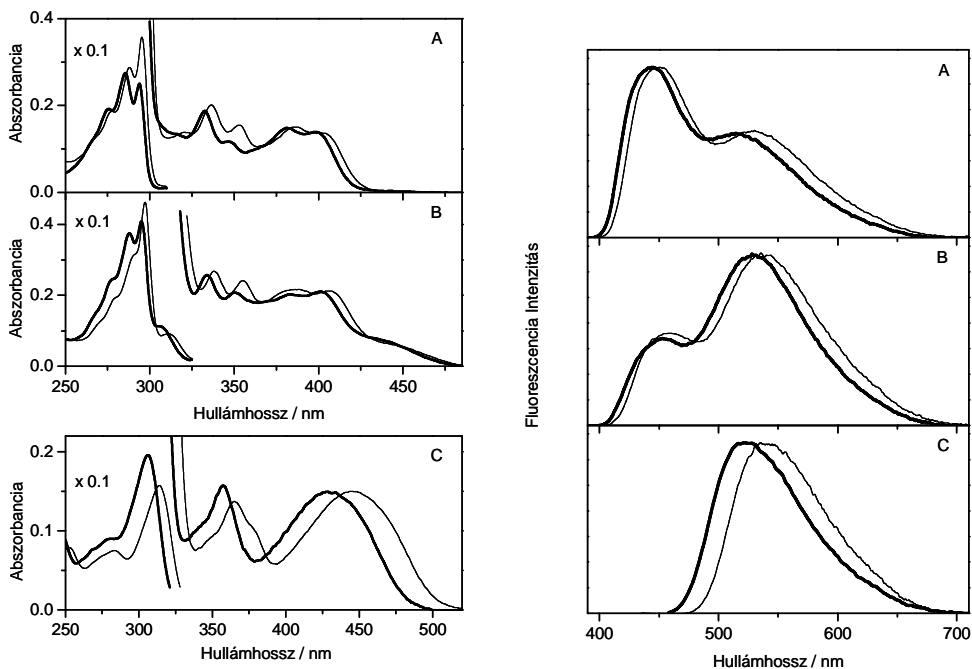 0.4
x 0.1
A
0.2
0.0
Abszorbancia
B
x 0.1
0.4
0.2
0.0
Abszorbancia
250 300 350 400 450
Hullámhossz / nm
0.2
C
x 0.1
0.1
0.0
Abszorbancia
250 300 350 400 450 500
Hullámhossz / nm
A
B
C
Fluoreszcencia Intenzitás
400 500 600 700
Hullámhossz / nm